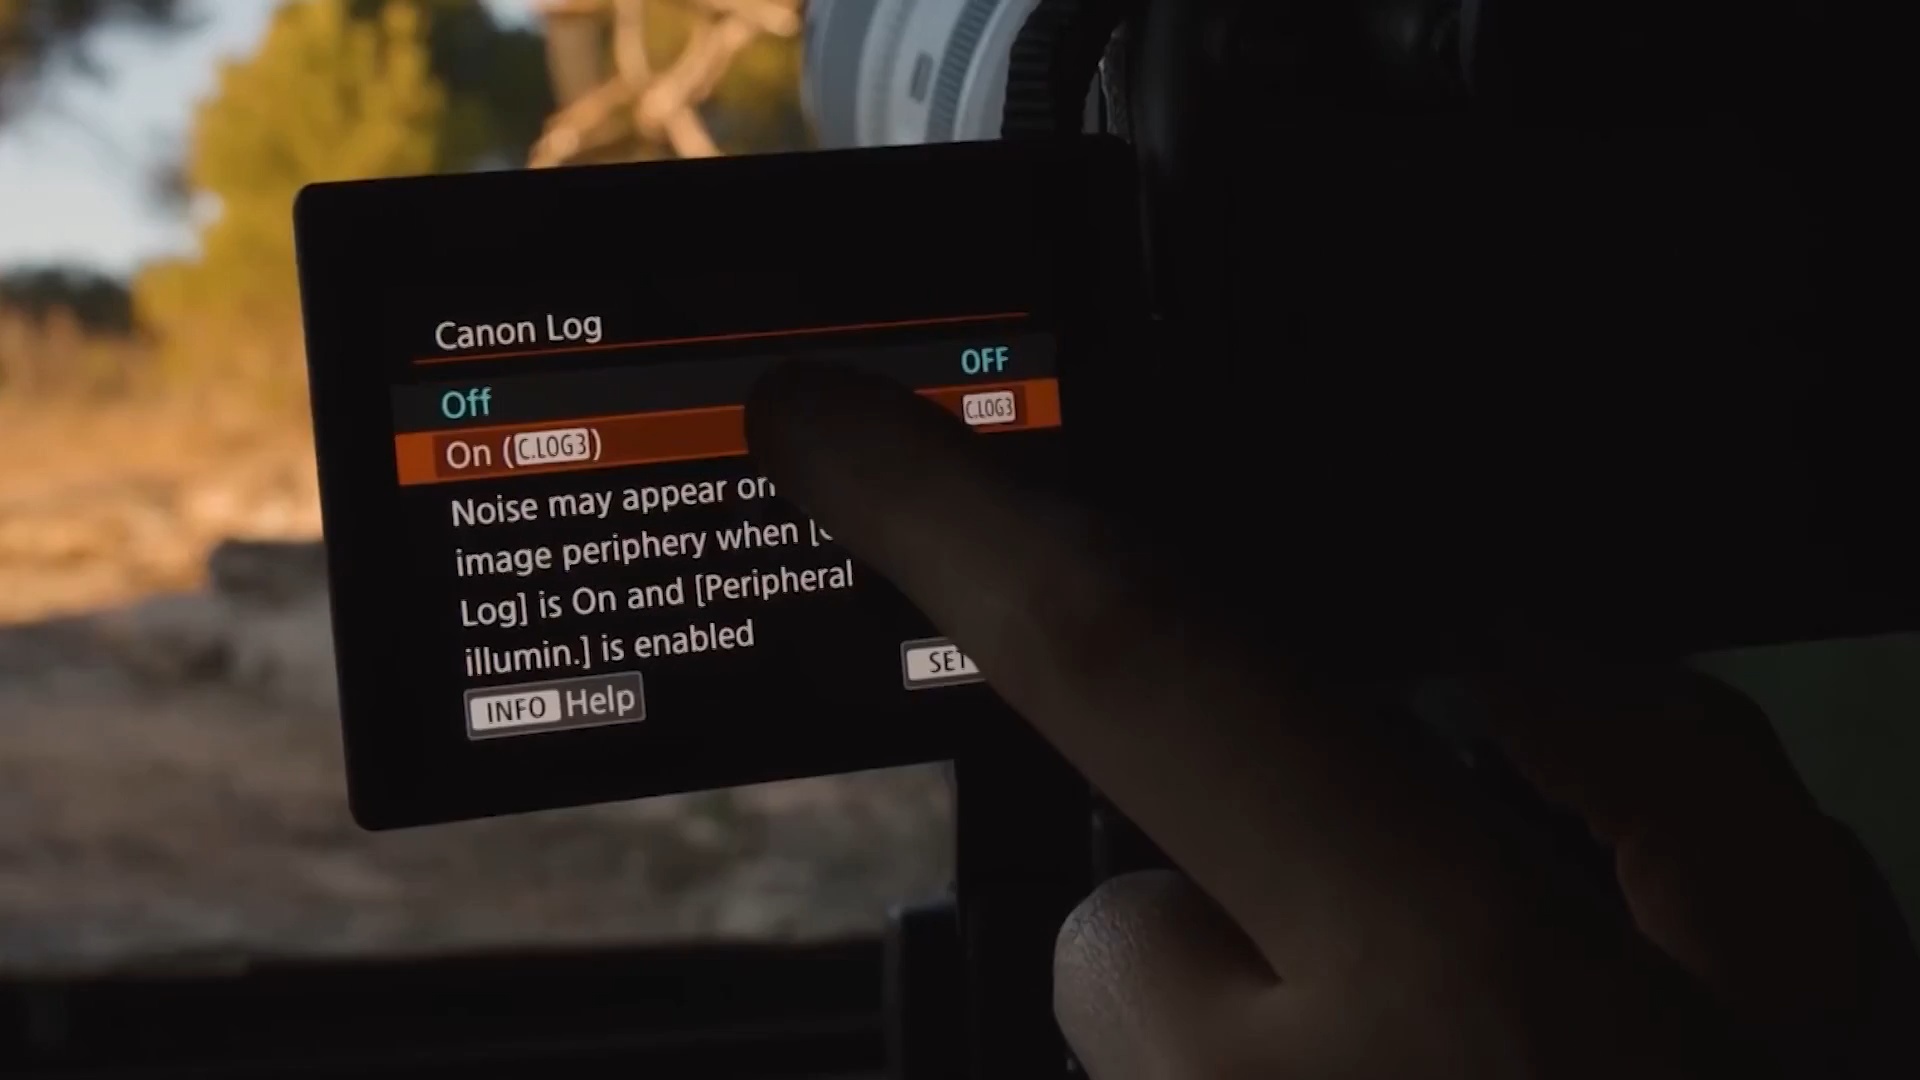 Canon Log
Off OFF
On (C.LOG3) C.LOG3
Noise may appear on
image periphery when [
Log] is On and [Peripheral
illumin.] is enabled
INFO Help SET